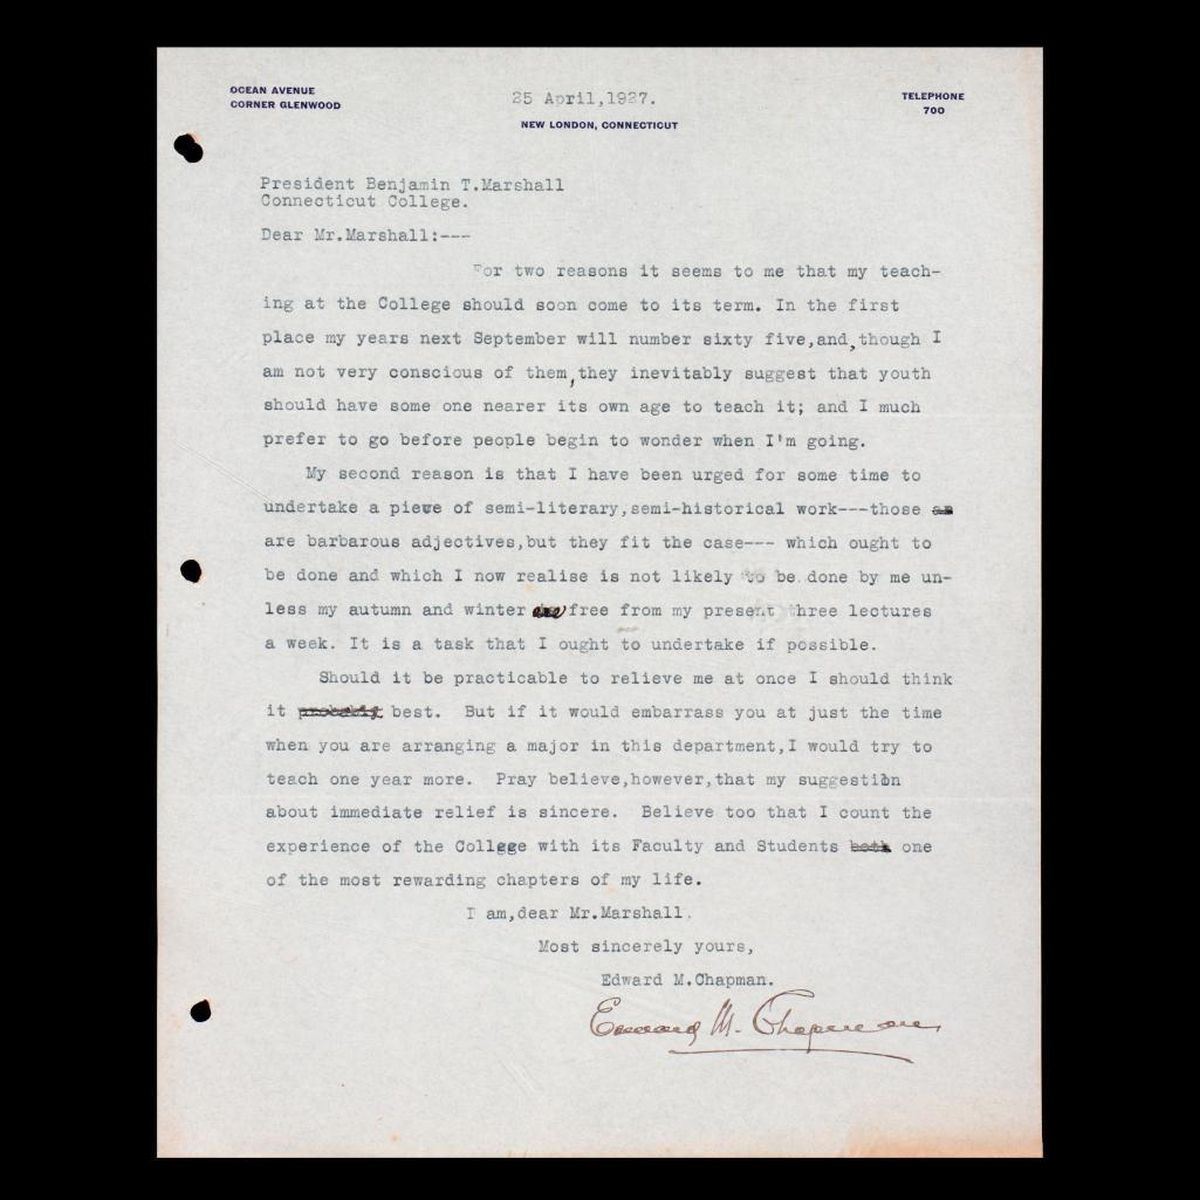 OCEAN AVENUE
CORNER GLENWOOD
25 April,1927.
NEW LONDON, CONNECTICUT
TELEPHONE
700
President Benjamin T.Marshall
Connecticut College.
Dear Mr.Marshall:---
For two reasons it seems to me that my teach-
ing at the College should soon come to its term. In the first
place my years next September will number sixty five,and,though I
am not very conscious of them,they inevitably suggest that youth
should have some one nearer its own age to teach it; and I much
prefer to go before people begin to wonder when I'm going.
My second reason is that I have been urged for some time to
undertake a piece of semi-literary,semi-historical work---those an
are barbarous adjectives,but they fit the case--- which ought to
be done and which I now realise is not likely to be done by me un-
less my autumn and winter are free from my present three lectures
a week. It is a task that I ought to undertake if possible.
Should it be practicable to relieve me at once I should think
it probably best. But if it would embarrass you at just the time
when you are arranging a major in this department,I would try to
teach one year more. Pray believe,however,that my suggestion
about immediate relief is sincere. Believe too that I count the
experience of the College with its Faculty and Students both one
of the most rewarding chapters of my life.
I am,dear Mr.Marshall.
Most sincerely yours,
Edward M.Chapman.
Edward M. Chapman